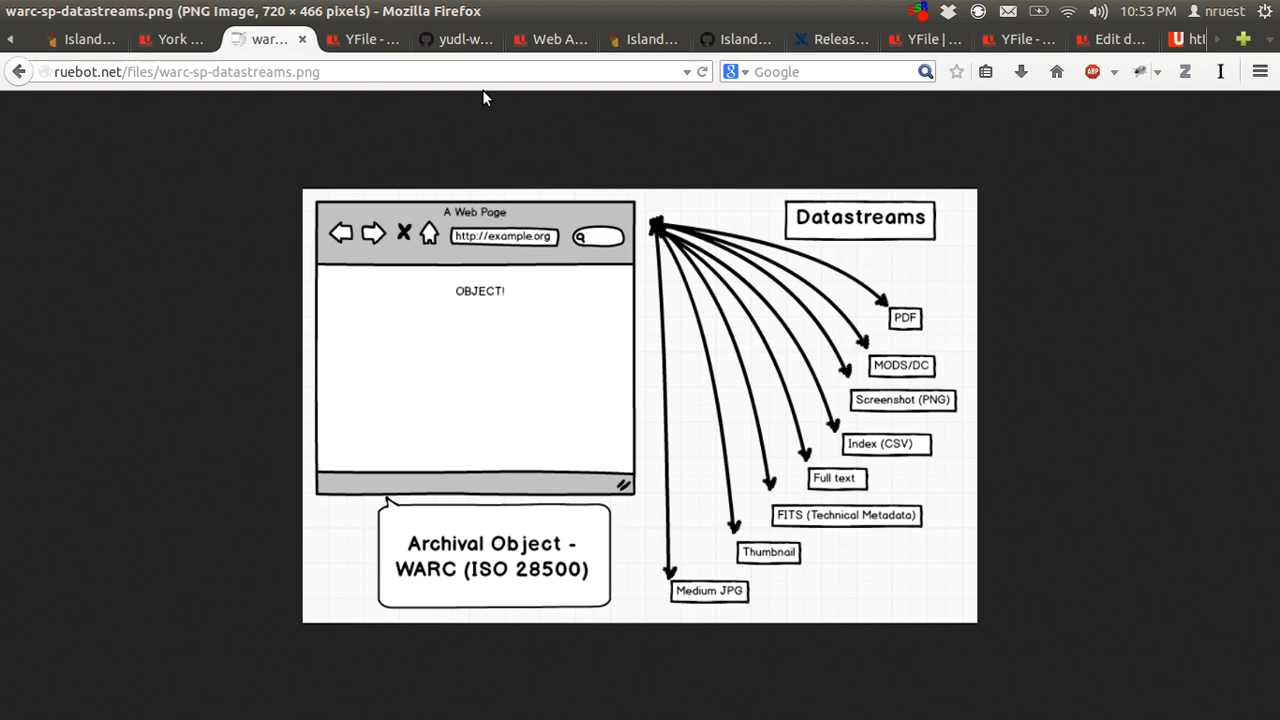 warc-sp-datastreams.png (PNG Image, 720 × 466 pixels) - Mozilla Firefox
10:53 PM nruest
Island... York ... war... YFile - ... yudl-w... Web A... Island... Island... Releas... YFile | ... YFile - ... Edit d... htt
ruebot.net/files/warc-sp-datastreams.png
Google
ABP
A Web Page
http://example.org
OBJECT!
Archival Object -
WARC (ISO 28500)
Datastreams
PDF
MODS/DC
Screenshot (PNG)
Index (CSV)
Full text
FITS (Technical Metadata)
Thumbnail
Medium JPG